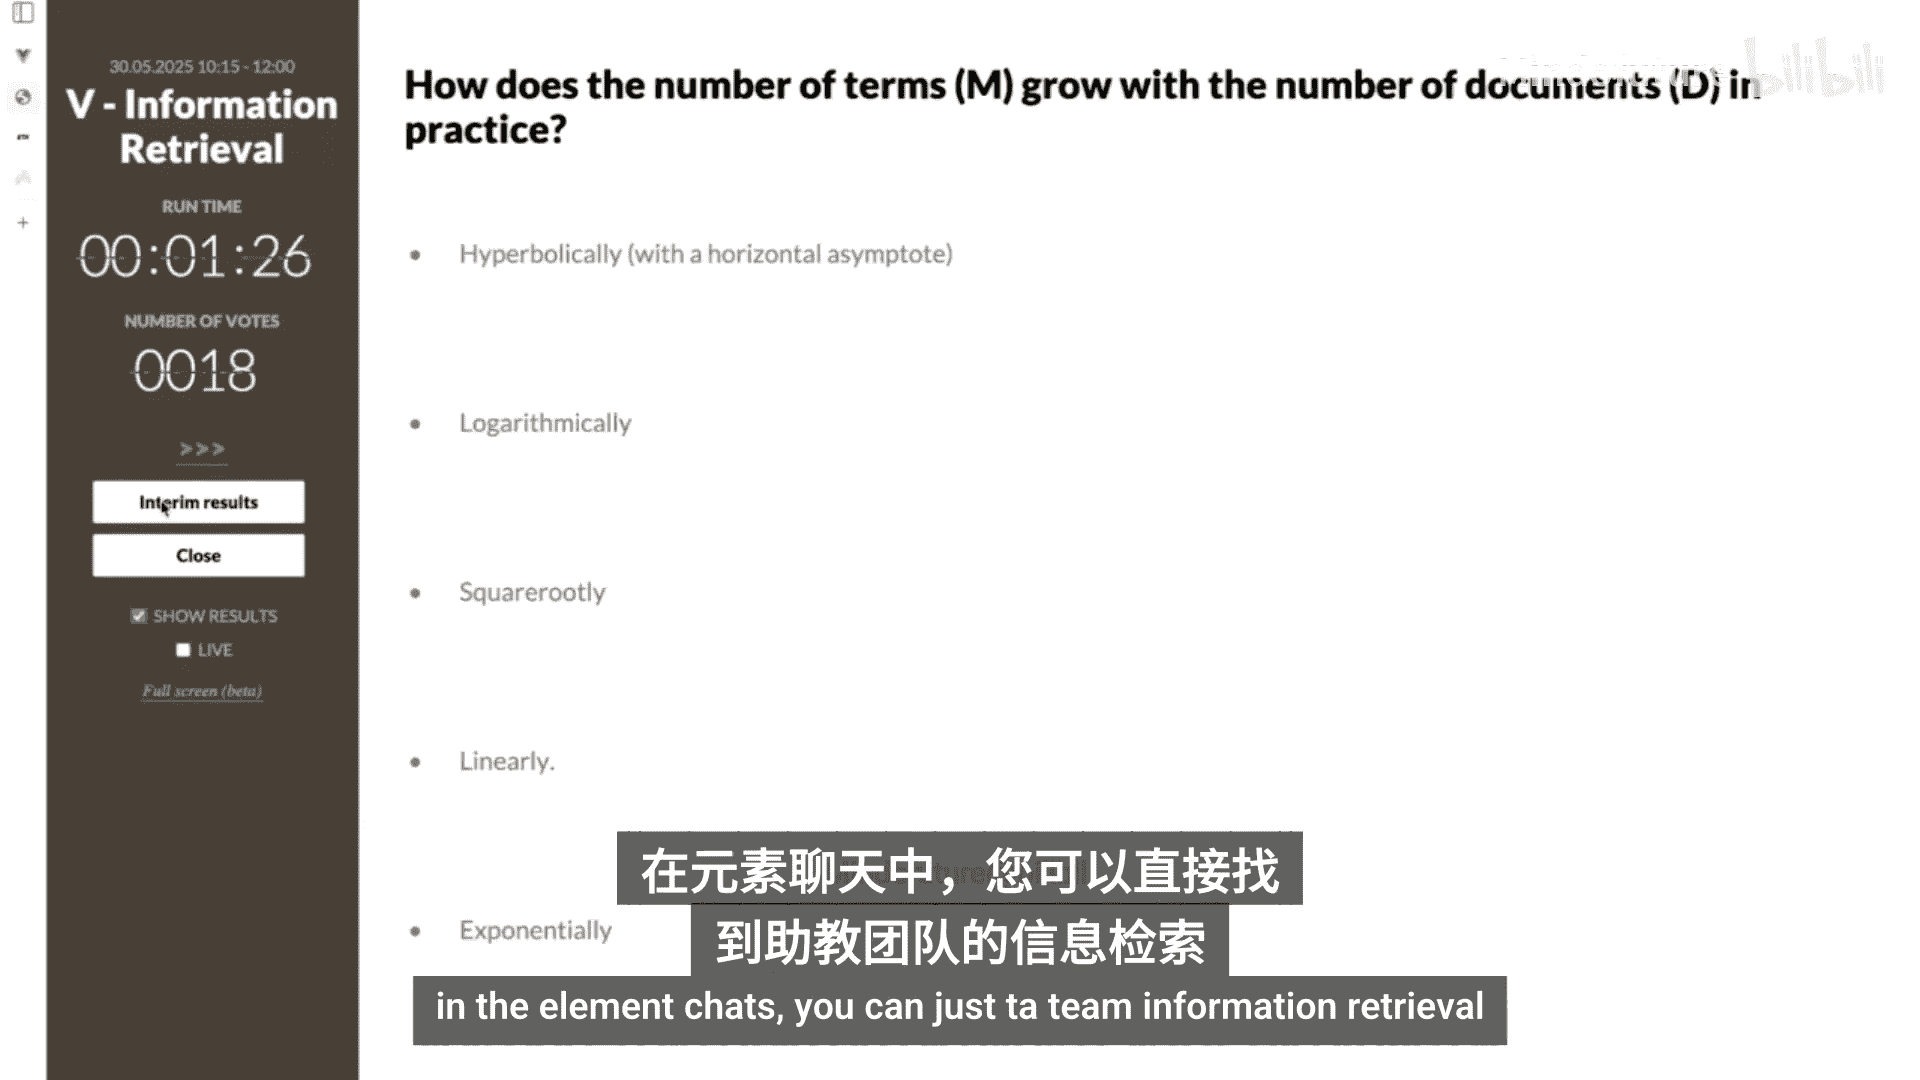 30.05.2025 10:15 - 12:00
V - Information
Retrieval
RUN TIME
00:01:26
NUMBER OF VOTES
0018
>>>
Interim results
Close
SHOW RESULTS
LIVE
Full screen (beta)
How does the number of terms (M) grow with the number of documents (D) in
practice?
bilibili
• Hyperbolically (with a horizontal asymptote)
• Logarithmically
• Squarerootly
• Linearly.
• Exponentially
在元素聊天中，您可以直接找
到助教团队的信息检索
in the element chats, you can just ta team information retrieval